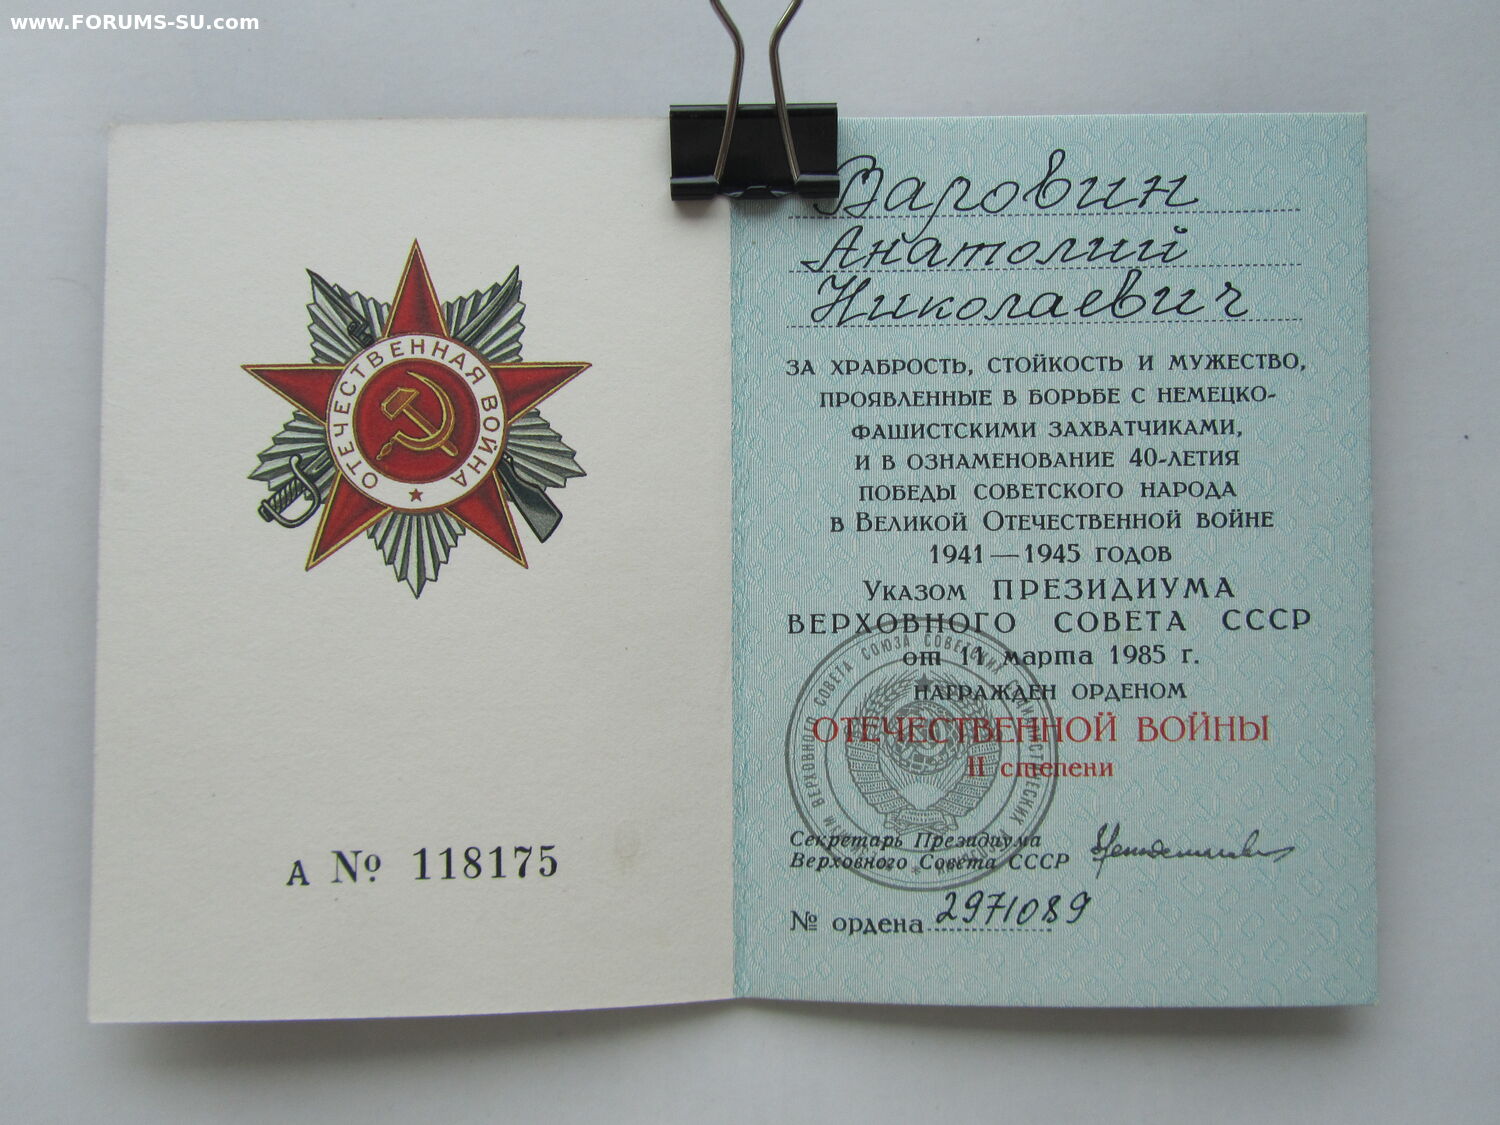 www.FORUMS-SU.com
ОТЕЧЕСТВЕННАЯ ВОЙНА
А № 118175
Варовин
Анатолий
Николаевич
ЗА ХРАБРОСТЬ, СТОЙКОСТЬ И МУЖЕСТВО,
ПРОЯВЛЕННЫЕ В БОРЬБЕ С НЕМЕЦКО-
ФАШИСТСКИМИ ЗАХВАТЧИКАМИ,
И В ОЗНАМЕНОВАНИЕ 40-ЛЕТИЯ
ПОБЕДЫ СОВЕТСКОГО НАРОДА
В ВЕЛИКОЙ ОТЕЧЕСТВЕННОЙ ВОЙНЕ
1941—1945 ГОДОВ
УКАЗОМ ПРЕЗИДИУМА
ВЕРХОВНОГО СОВЕТА СССР
от 11 марта 1985 г.
НАГРАЖДЕН ОРДЕНОМ
ОТЕЧЕСТВЕННОЙ ВОЙНЫ
II степени
Секретарь Президиума
Верховного Совета СССР
№ ордена 2971089